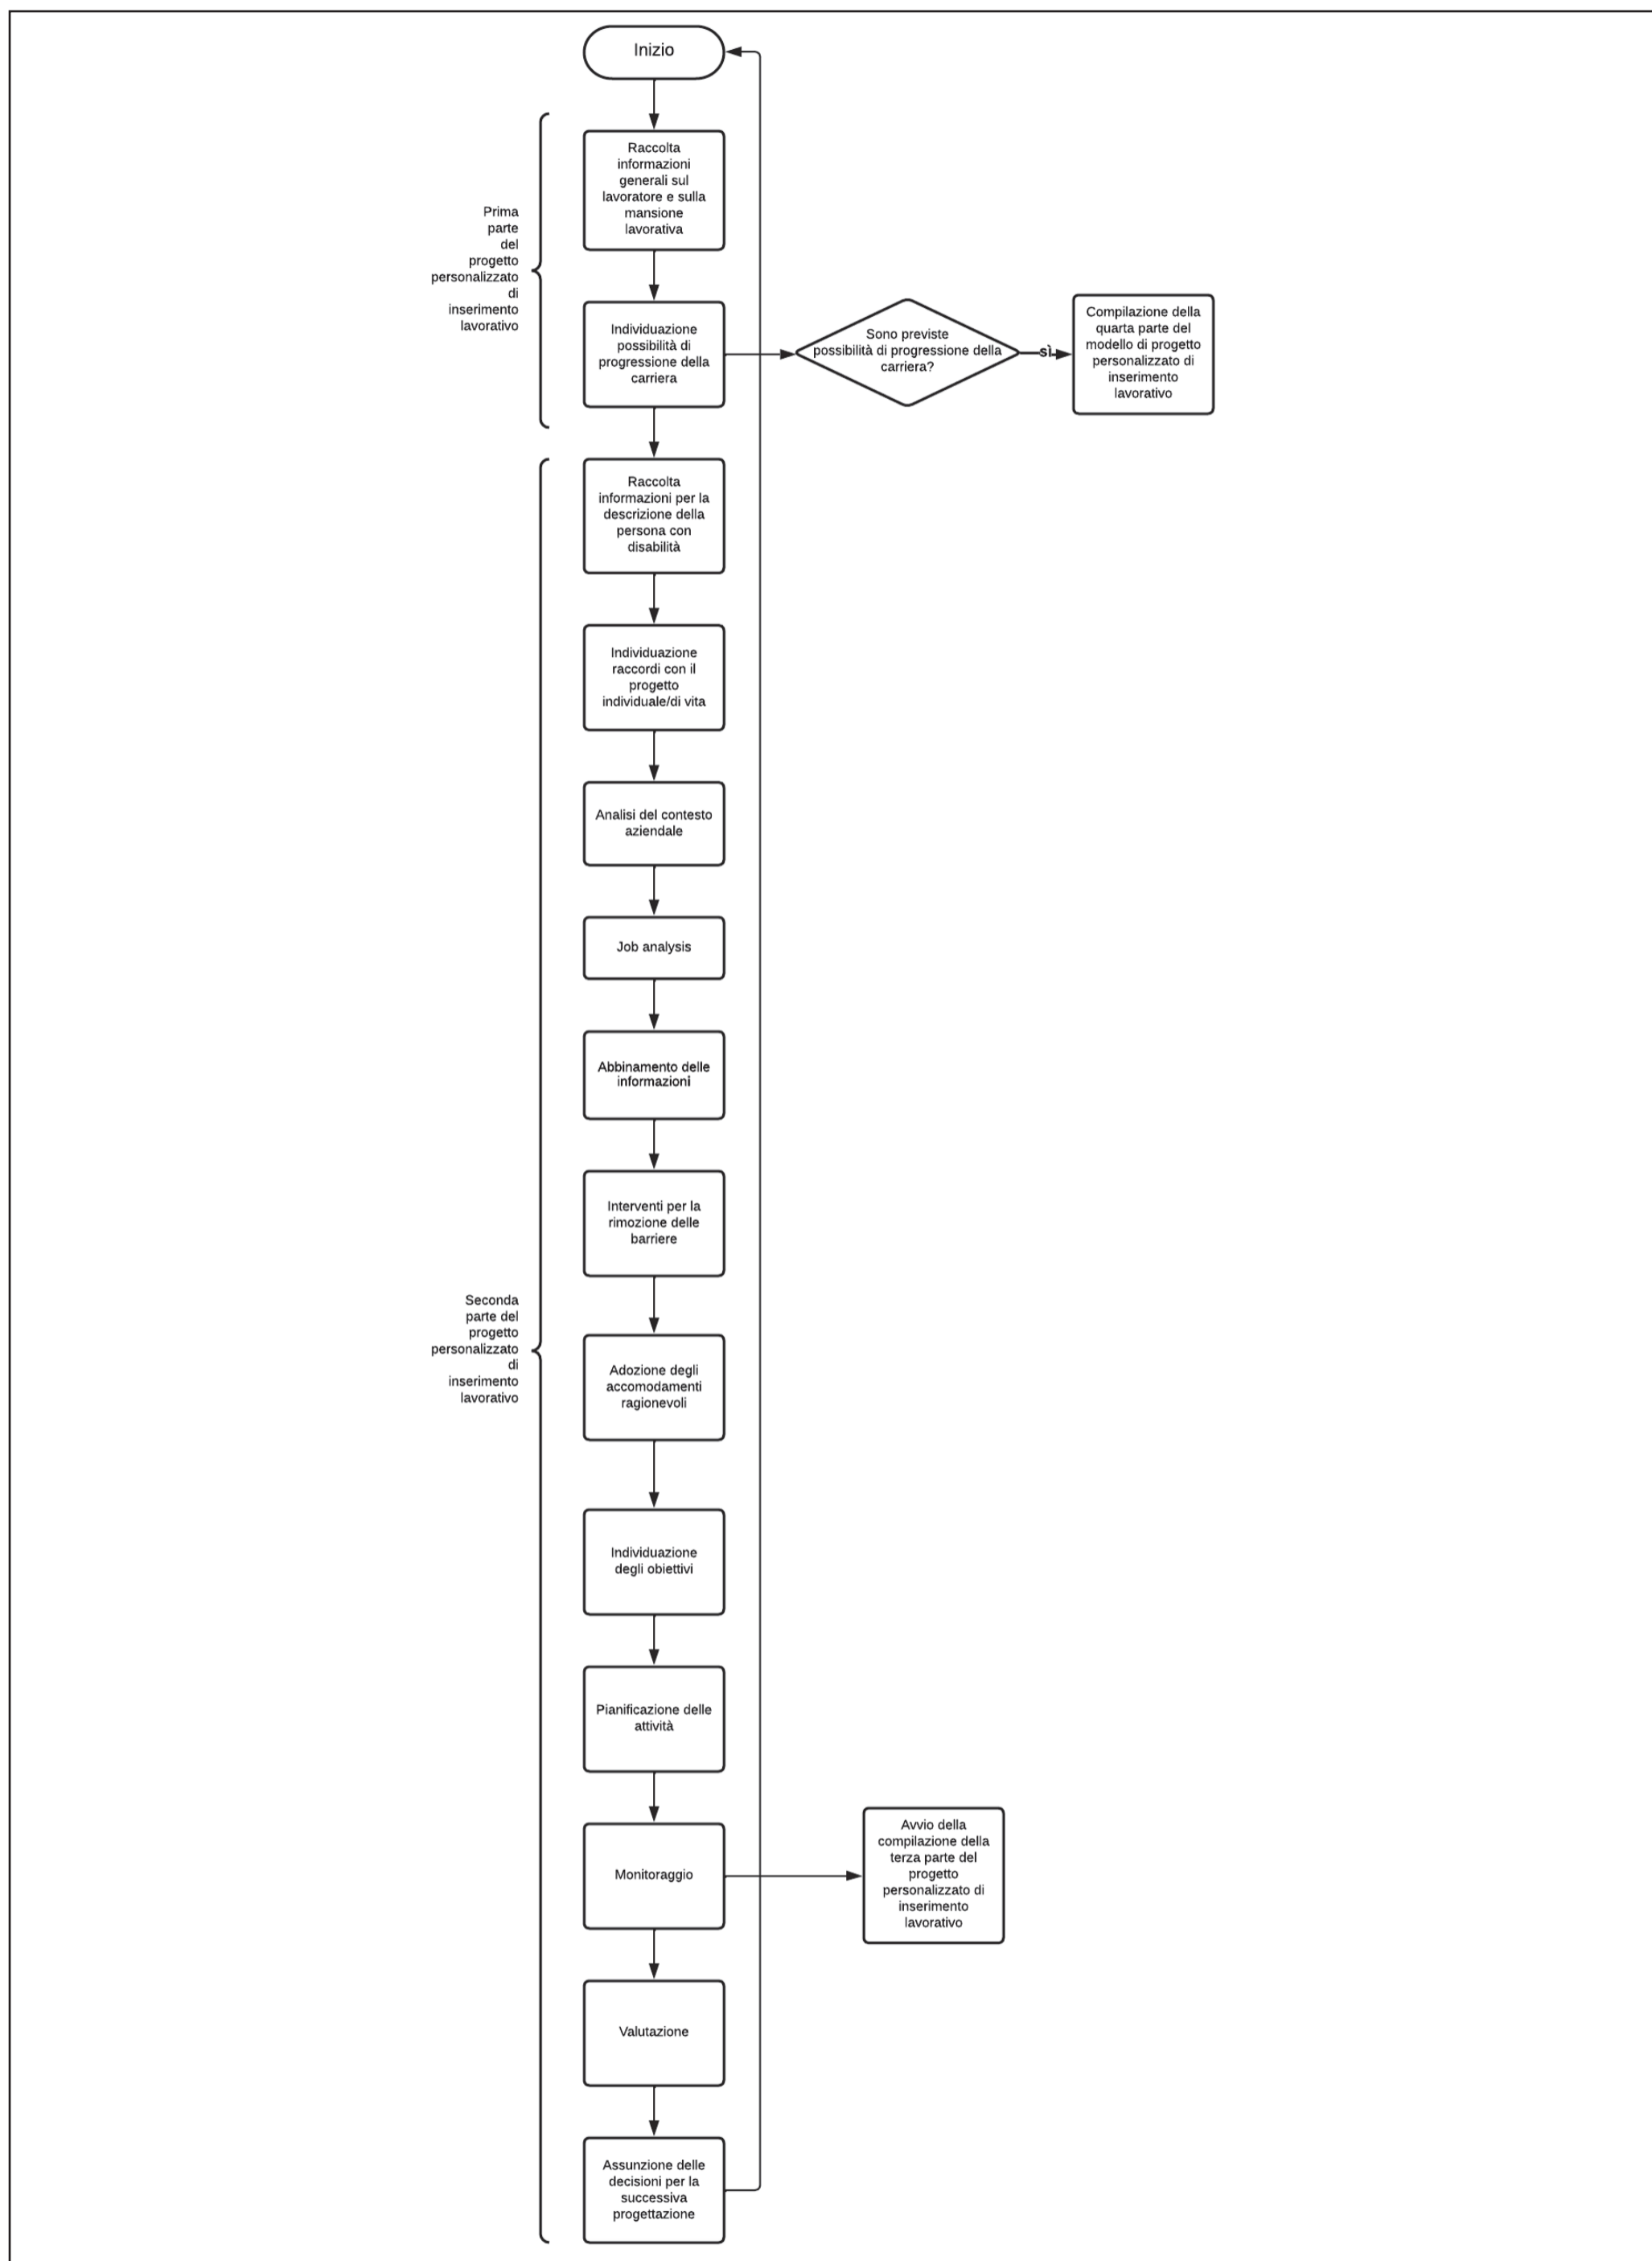 Inizio
Raccolta
informazioni
generali sul
lavoratore e sulla
mansione
lavorativa
Prima
parte
del
progetto
personalizzato
di
inserimento
lavorativo
Individuazione
possibilità di
progressione della
carriera
Sono previste
possibilità di progressione della
carriera?
sì
Compilazione della
quarta parte del
modello di progetto
personalizzato di
inserimento
lavorativo
Raccolta
informazioni per la
descrizione della
persona con
disabilità
Individuazione
raccordi con il
progetto
individuale/di vita
Analisi del contesto
aziendale
Job analysis
Abbinamento delle
informazioni
Interventi per la
rimozione delle
barriere
Seconda
parte del
progetto
personalizzato
di
inserimento
lavorativo
Adozione degli
accomodamenti
ragionevoli
Individuazione
degli obiettivi
Pianificazione delle
attività
Monitoraggio
Avvio della
compilazione della
terza parte del
progetto
personalizzato di
inserimento
lavorativo
Valutazione
Assunzione delle
decisioni per la
successiva
progettazione